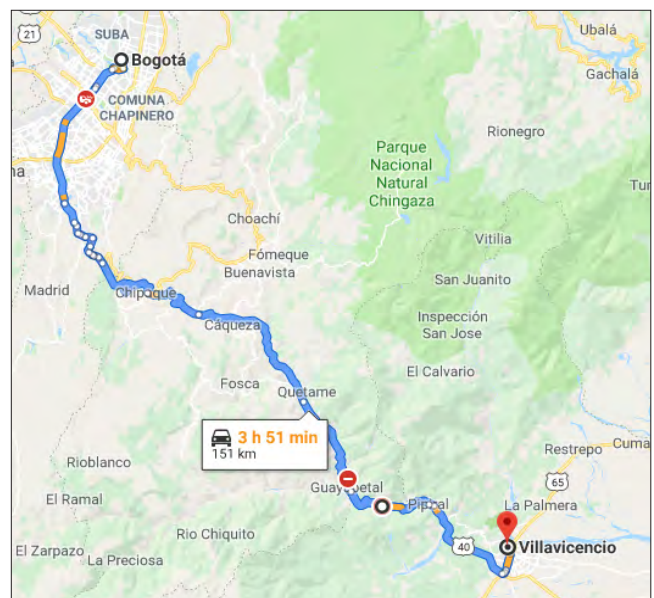 21
SUBA
Ubalá
Bogotá
Gachalá
COMUNA
CHAPINERO
Rionegro
Parque
Nacional
Natural
Chingaza
Choachí
Vitilia
Fómeque
Buenavista
San Juanito
Madrid
Chipaque
Inspección
San Jose
Cáqueza
El Calvario
Fosca
Quetame
3 h 51 min
151 km
Restrepo
Cuma
Rioblanco
65
Guayabetal
El Ramal
Pipiral
La Palmera
Rio Chiquito
El Zarpazo
La Preciosa
40
Villavicencio